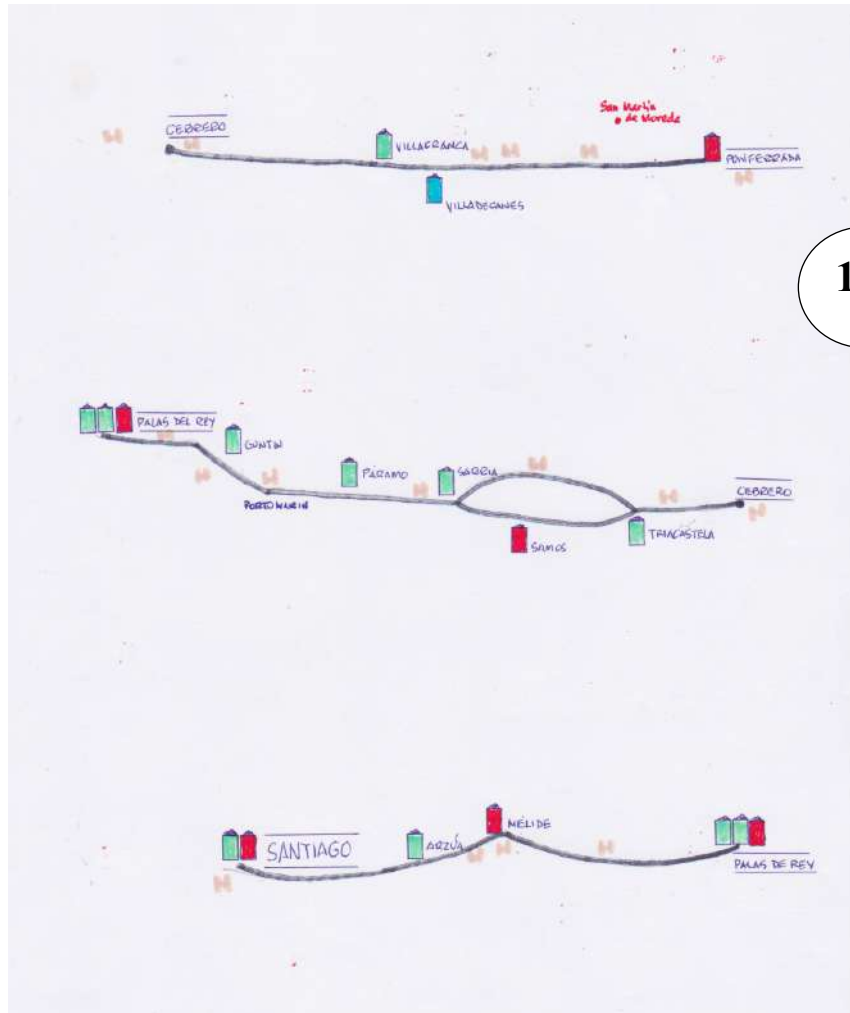 San Martín
de Moreda
CEBRERO
VILLAFRANCA
PONFERRADA
VILLADECANES
1
PALAS DEL REY
GUNTIN
PÁRAMO
SARRIA
CEBRERO
PORTOMARIN
SAMOS
TRIACASTELA
MÉLIDE
SANTIAGO
ARZÚA
PALAS DE REY